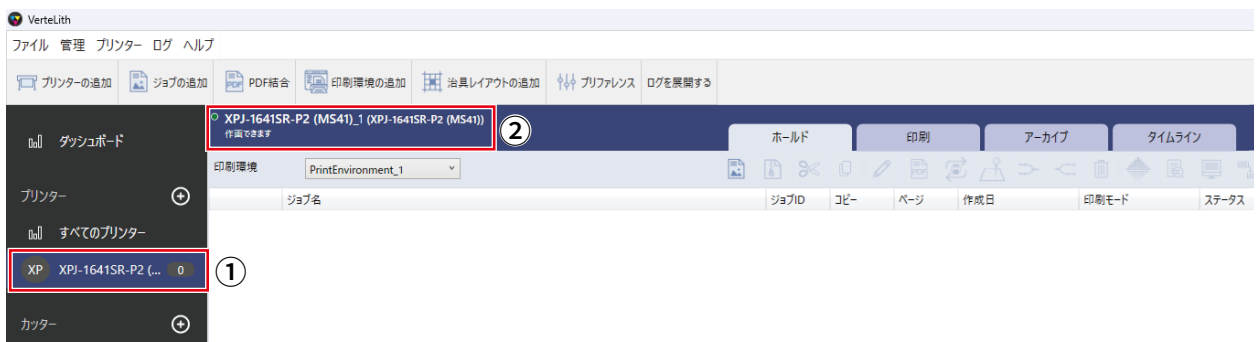 VerteLith
ファイル 管理 プリンター ログ ヘルプ
プリンターの追加 ジョブの追加 PDF結合 印刷環境の追加 治具レイアウトの追加 プリファレンス ログを展開する
XPJ-1641SR-P2 (MS41)_1 (XPJ-1641SR-P2 (MS41))
作画できます
②
ダッシュボード
ホールド 印刷 アーカイブ タイムライン
印刷環境 PrintEnvironment_1
プリンター
ジョブ名 ジョブID コピー ページ 作成日 印刷モード ステータス
すべてのプリンター
XP XPJ-1641SR-P2 (... 0
①
カッター